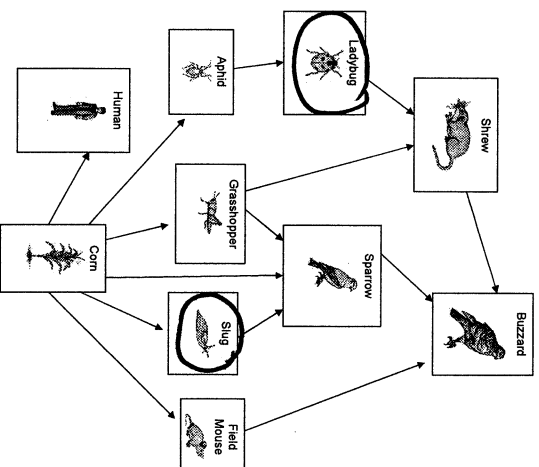 Shrew
Buzzard
Ladybug
Sparrow
Aphid
Grasshopper
Slug
Field
Mouse
Human
Corn